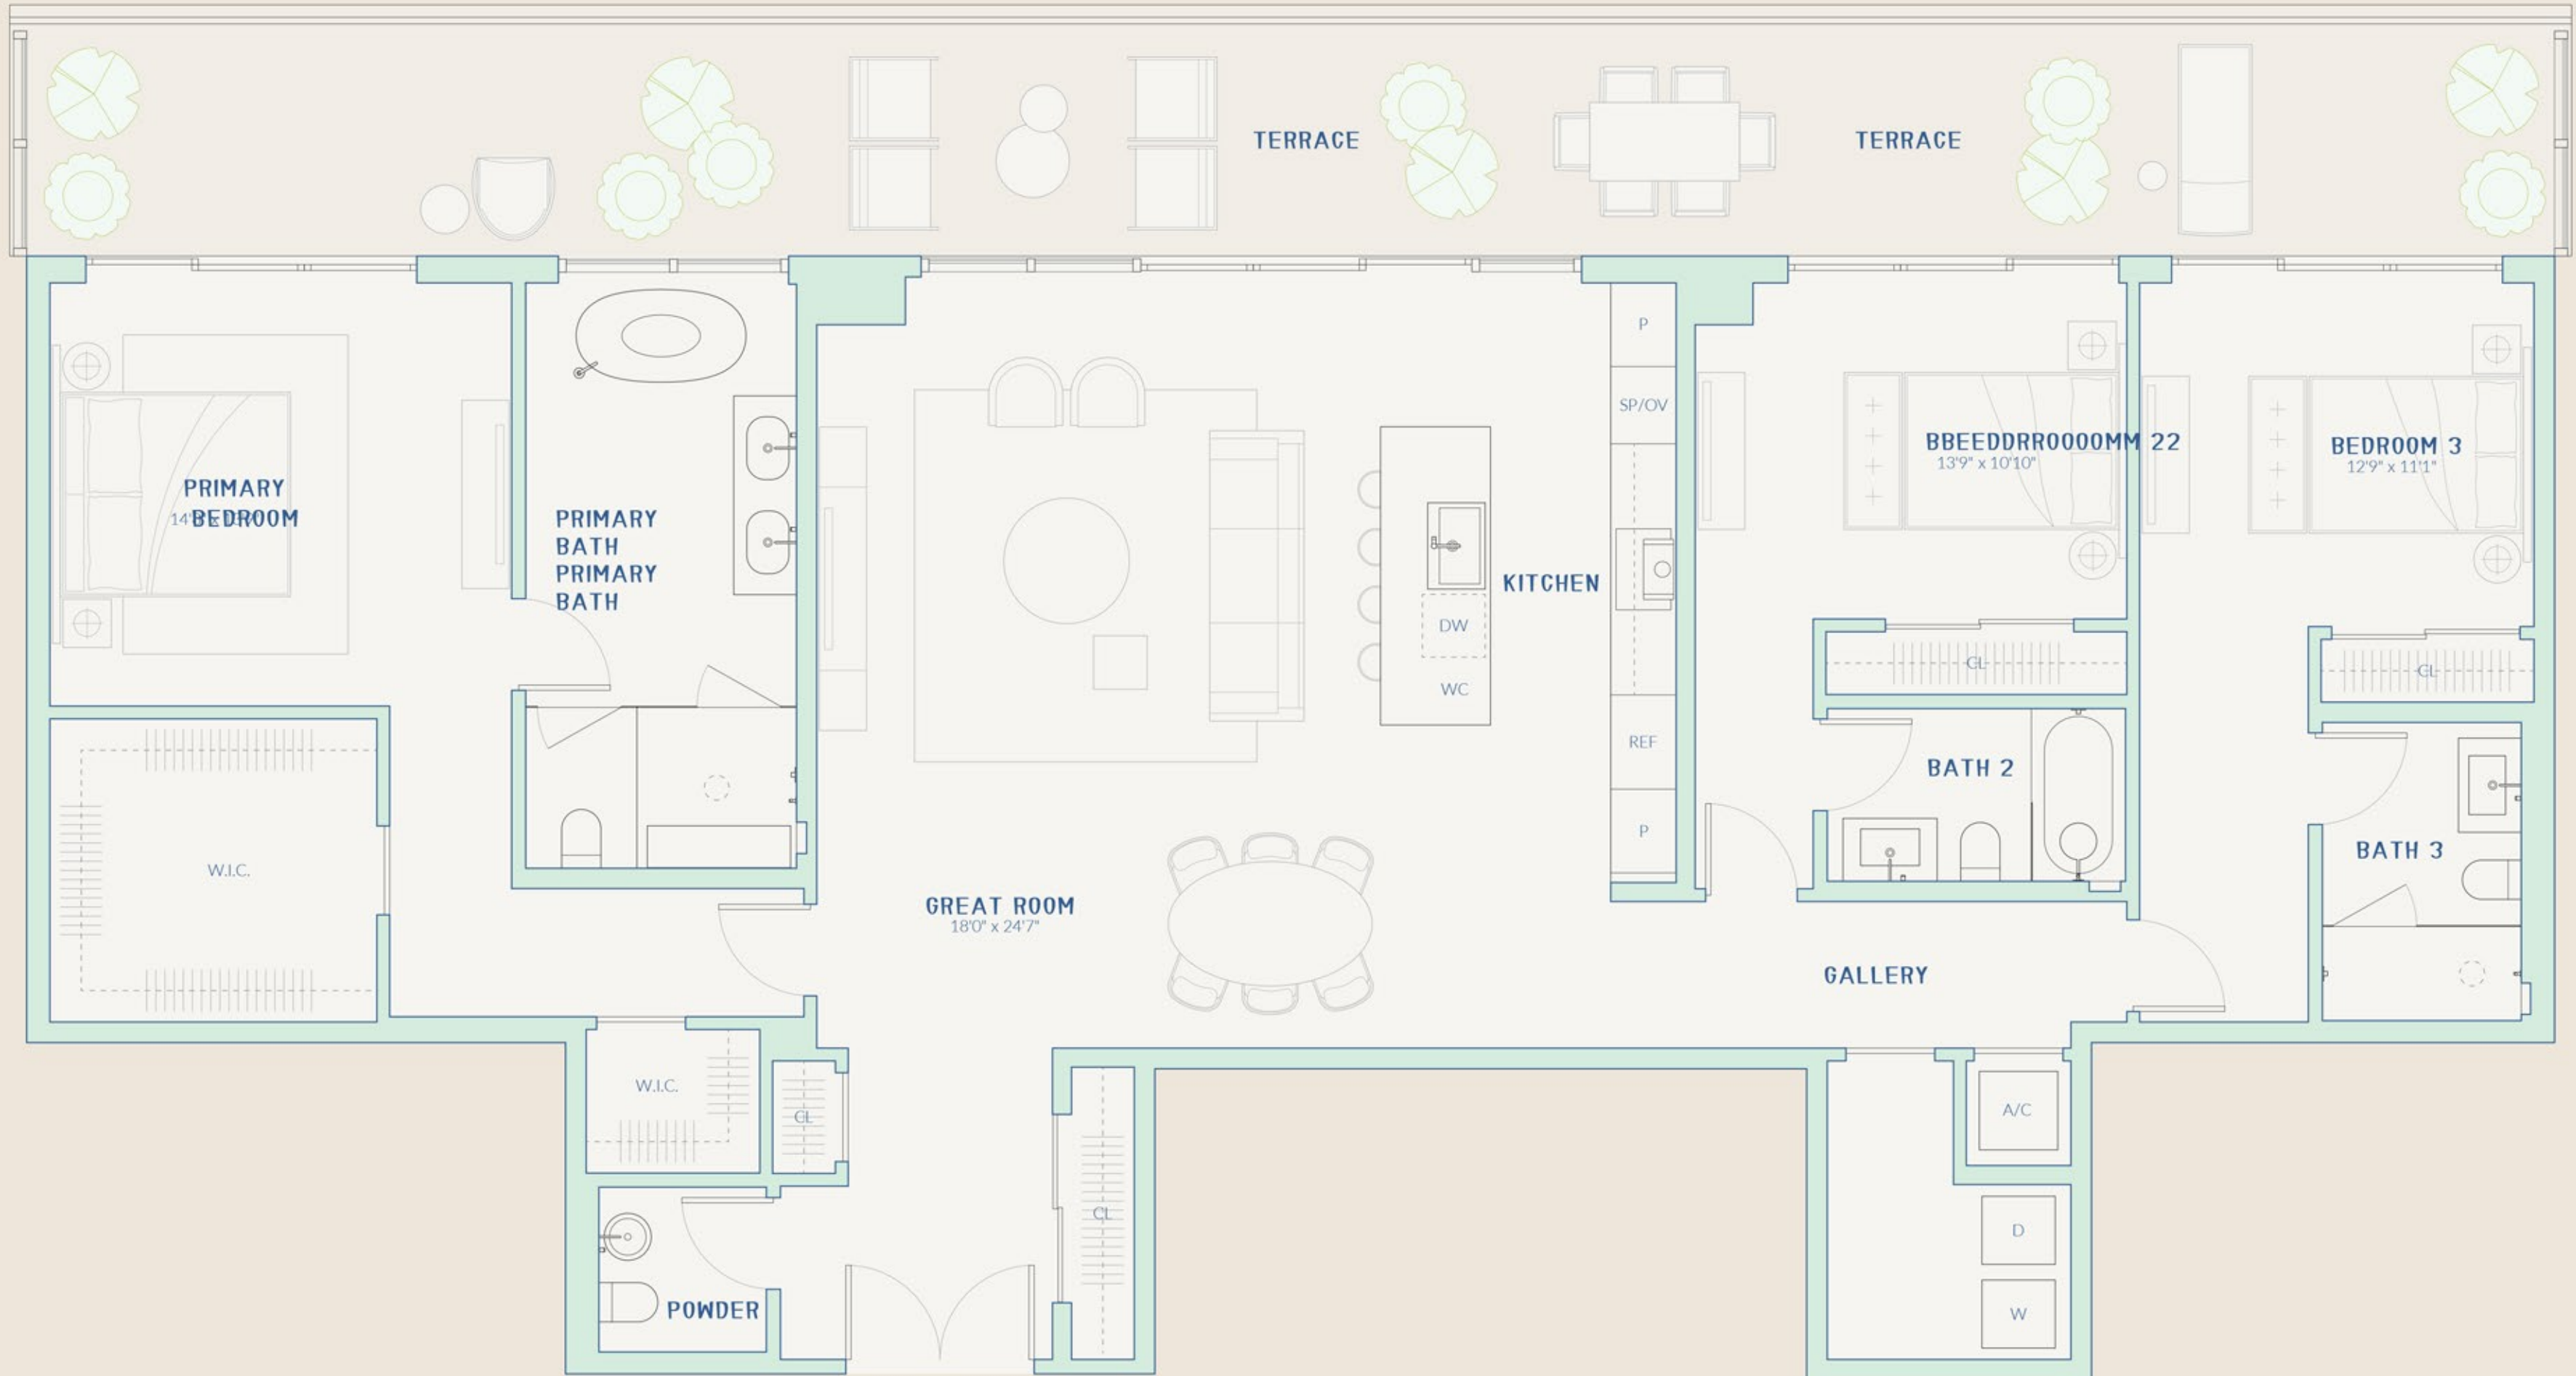 TERRACE
TERRACE
P
SP/OV
BBEEDDRROOOOMM 22
13'9" x 10'10"
BEDROOM 3
12'9" x 11'1"
PRIMARY
BEDROOM
PRIMARY
BATH
PRIMARY
BATH
KITCHEN
DW
WC
CL
CL
REF
BATH 2
P
BATH 3
W.I.C.
GREAT ROOM
18'0" x 24'7"
GALLERY
W.I.C.
CL
A/C
CL
D
POWDER
W